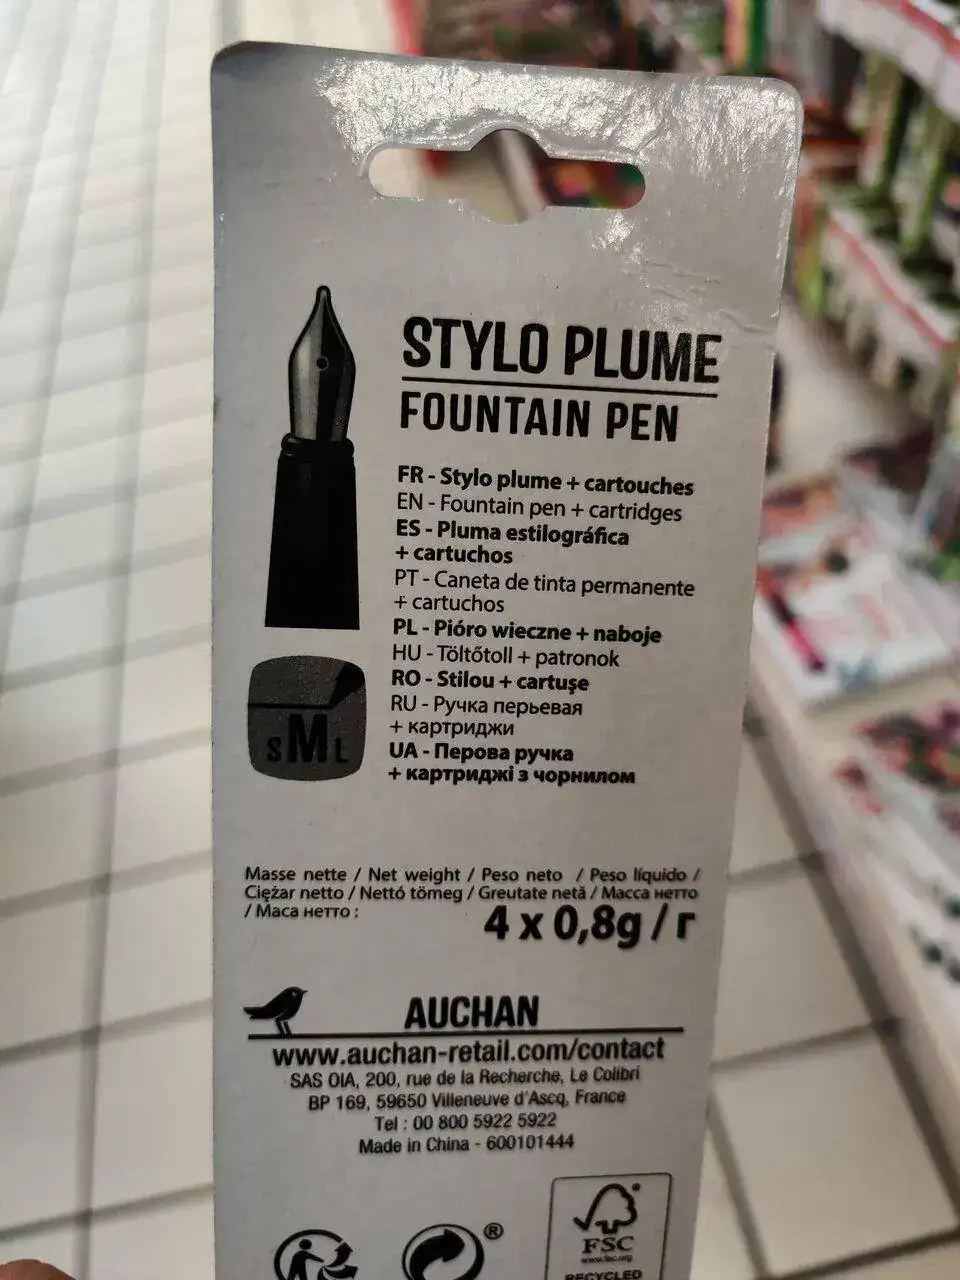 STYLO PLUME
FOUNTAIN PEN
FR - Stylo plume + cartouches
EN - Fountain pen + cartridges
ES - Pluma estilográfica
+ cartuchos
PT - Caneta de tinta permanente
+ cartuchos
PL - Pióro wieczne + naboje
HU - Töltőtoll + patronok
RO - Stilou + cartuşe
RU - Ручка перьевая
+ картриджи
UA - Перова ручка
+ картриджі з чорнилом
S M L
Masse nette / Net weight / Peso neto / Peso líquido /
Ciężar netto / Nettó tömeg / Greutate netă / Масса нетто
/ Маса нетто :
4 x 0,8g / г
AUCHAN
www.auchan-retail.com/contact
SAS OIA, 200, rue de la Recherche, Le Colibri
BP 169, 59650 Villeneuve d'Ascq, France
Tel : 00 800 5922 5922
Made in China - 600101444
®
FSC
www.fsc.org
RECYCLED